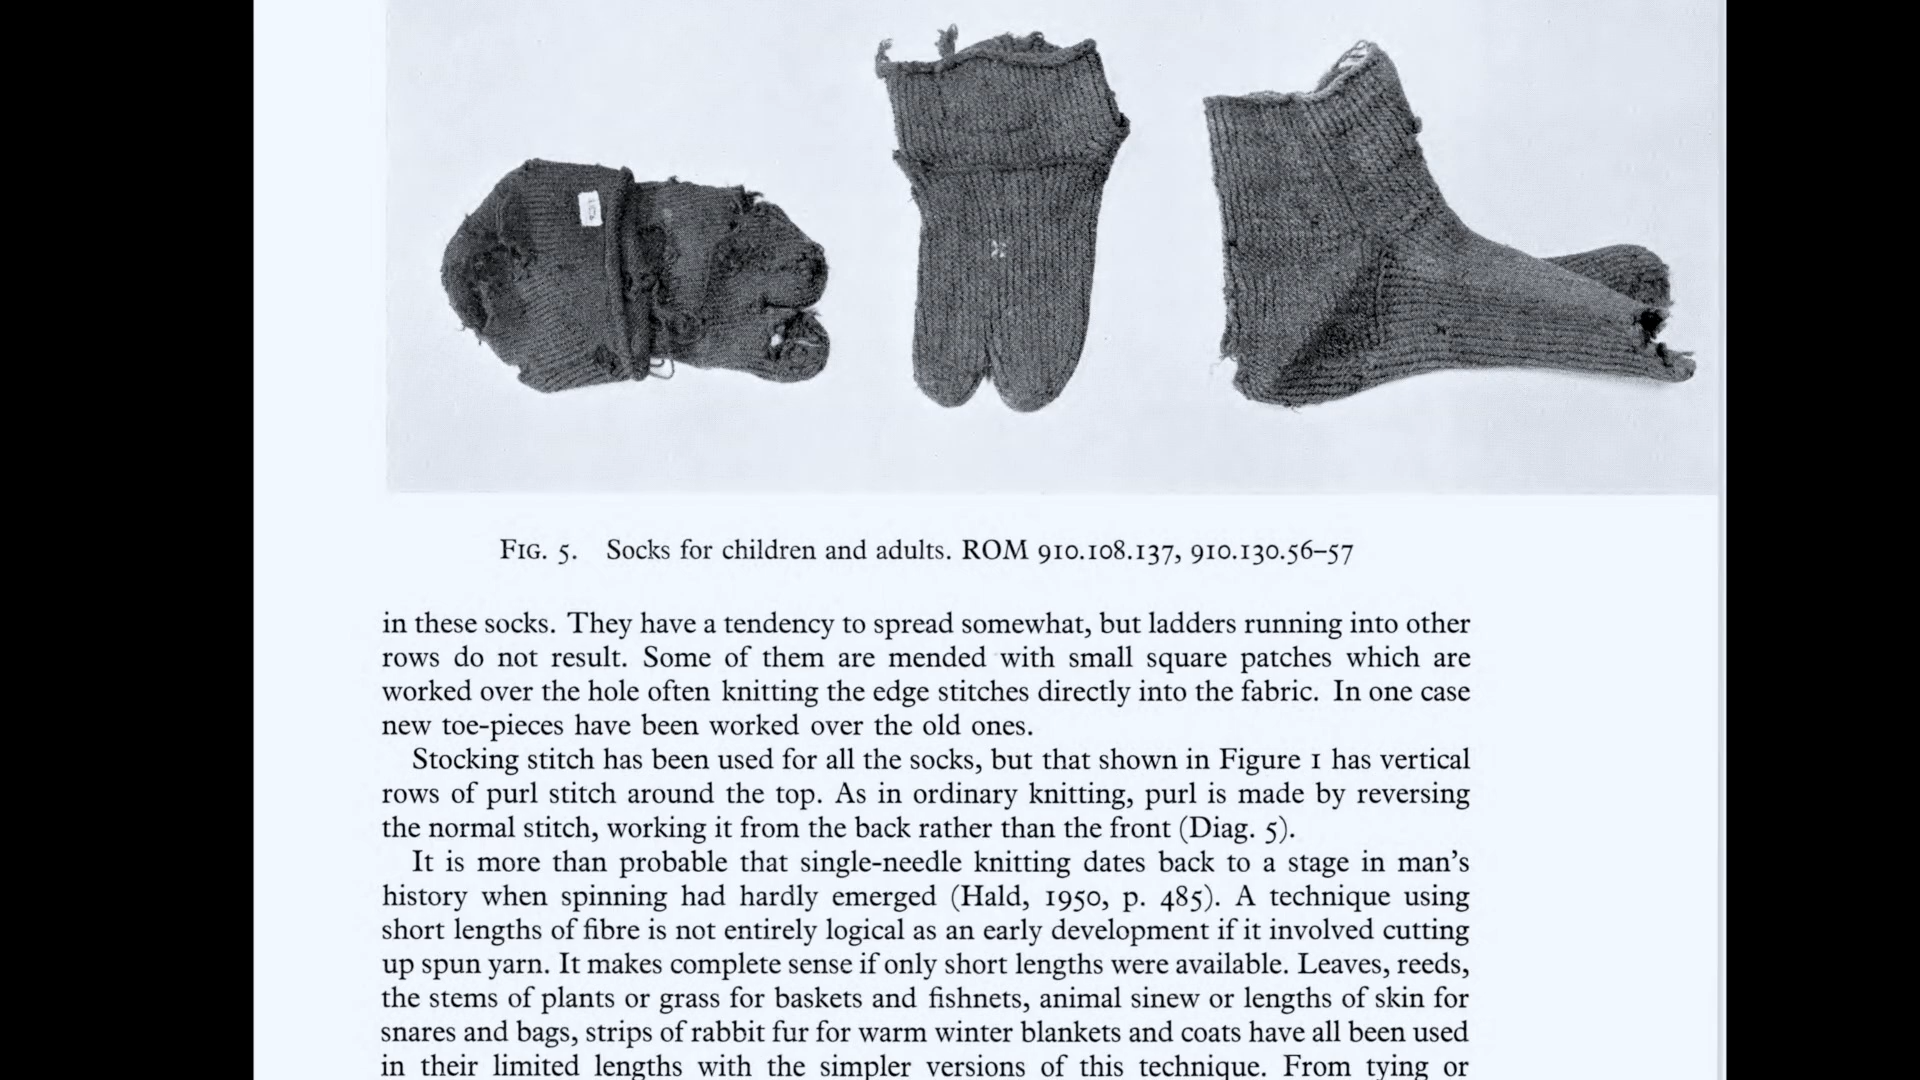 FIG. 5. Socks for children and adults. ROM 910.108.137, 910.130.56–57
in these socks. They have a tendency to spread somewhat, but ladders running into other
rows do not result. Some of them are mended with small square patches which are
worked over the hole often knitting the edge stitches directly into the fabric. In one case
new toe-pieces have been worked over the old ones.
Stocking stitch has been used for all the socks, but that shown in Figure 1 has vertical
rows of purl stitch around the top. As in ordinary knitting, purl is made by reversing
the normal stitch, working it from the back rather than the front (Diag. 5).
It is more than probable that single-needle knitting dates back to a stage in man's
history when spinning had hardly emerged (Hald, 1950, p. 485). A technique using
short lengths of fibre is not entirely logical as an early development if it involved cutting
up spun yarn. It makes complete sense if only short lengths were available. Leaves, reeds,
the stems of plants or grass for baskets and fishnets, animal sinew or lengths of skin for
snares and bags, strips of rabbit fur for warm winter blankets and coats have all been used
in their limited lengths with the simpler versions of this technique. From tying or